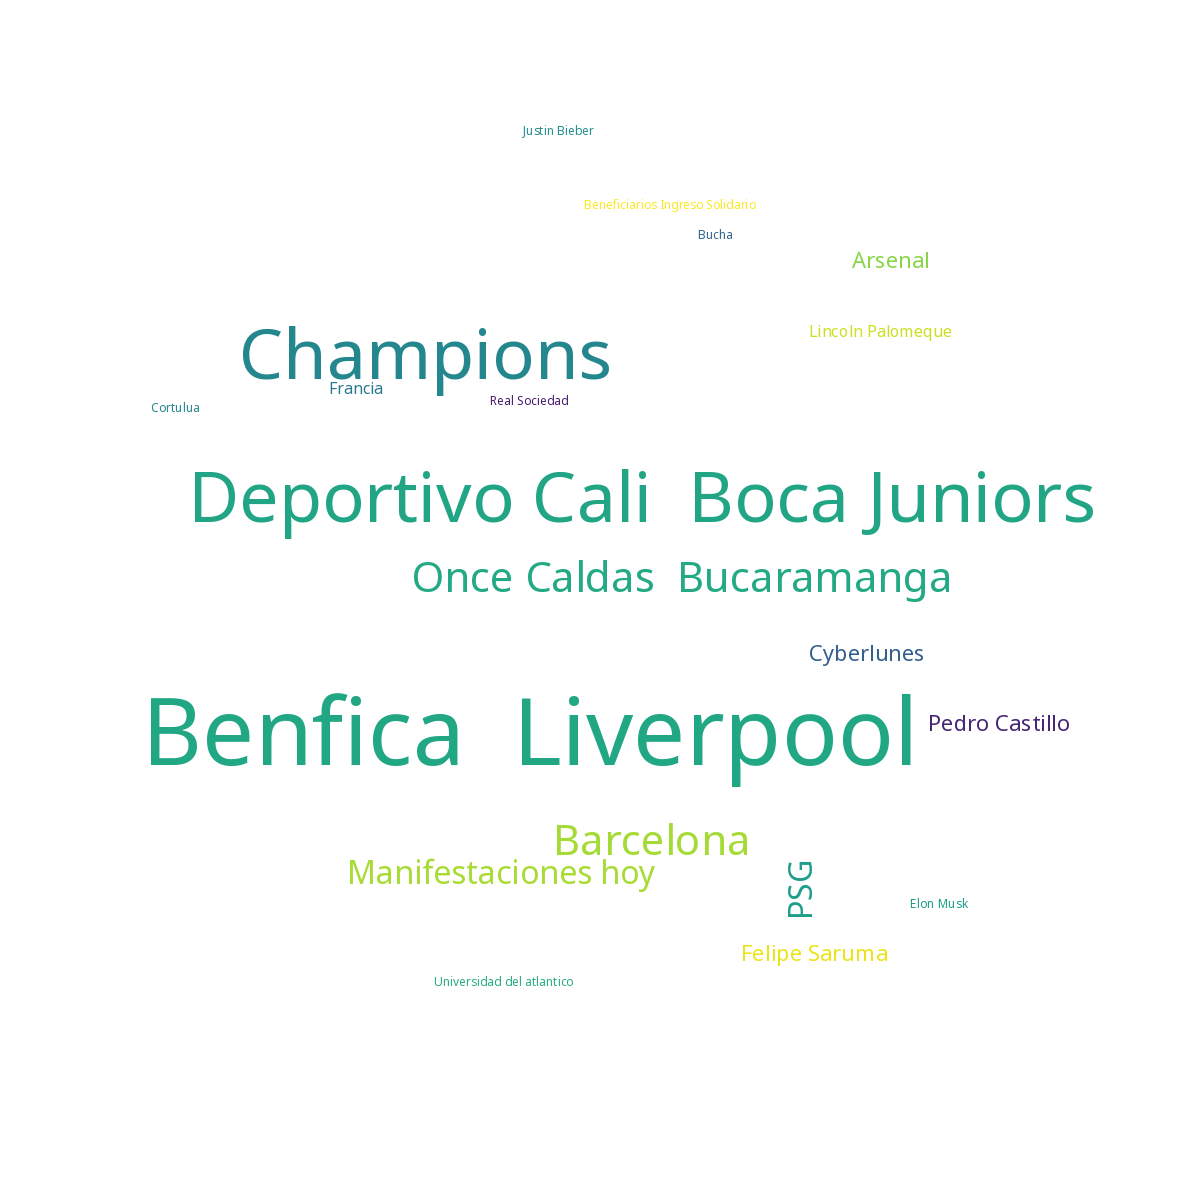 Justin Bieber
Beneficiarios Ingreso Solidario
Bucha
Arsenal
Lincoln Palomeque
Champions
Francia
Real Sociedad
Cortulua
Deportivo Cali Boca Juniors
Once Caldas Bucaramanga
Cyberlunes
Benfica Liverpool
Pedro Castillo
Barcelona
Manifestaciones hoy
PSG
Elon Musk
Felipe Saruma
Universidad del atlantico